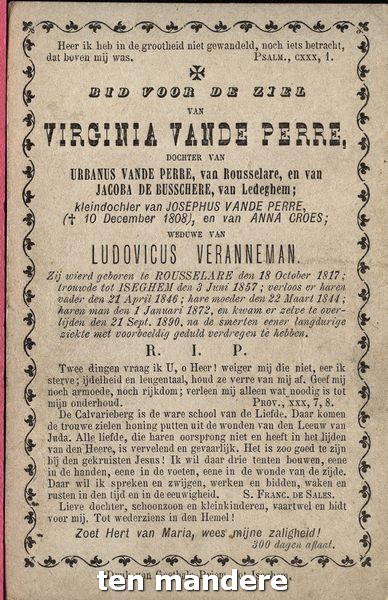 Heer ik heb in de grootheid niet gewandeld, noch iets betracht,
dat boven mij was. PSALM., CXXX, 1.
BID VOOR DE ZIEL
VAN
VIRGINIA VANDE PERRE,
DOCHTER VAN
URBANUS VANDE PERRE, van Rousselare, en van
JACOBA DE BUSSCHERE, van Ledeghem;
kleindochter van JOSEPHUS VANDE PERRE,
(† 10 December 1808), en van ANNA CROES;
WEDUWE VAN
LUDOVICUS VERANNEMAN.
Zij wierd geboren te ROUSSELARE den 18 October 1817;
trouwde tot ISEGHEM den 3 Juni 1857; verloos er haren
vader den 21 April 1846; hare moeder den 22 Maart 1844;
haren man den 1 Januari 1872, en kwam er zelve te over-
lijden den 21 Sept. 1890, na de smerten eener langdurige
ziekte met voorbeeldig geduld verdregen te hebben.
R. I. P.
Twee dingen vraag ik U, o Heer! weiger mij die niet, eer ik
sterve; ijdelheid en leugentaal, houd ze verre van mij af. Geef mij
noch armoede, noch rijkdom; verleen mij alleen wat noodig is tot
mijn onderhoud. PROV., XXX, 7, 8.
De Calvarieberg is de ware school van de Liefde. Daar komen
de trouwe zielen honing putten uit de wonden van den Leeuw van
Juda. Alle liefde, die haren oorsprong niet en heeft in het Lijden
van den Heere, is vervelend en gevaarlijk. Het is zoo goed te zijn
bij den gekruisten Jesus! Ik wil daar drie tenten bouwen, eene
in de handen, eene in de voeten, eene in de wonde van de zijde.
Daar wil ik spreken en zwijgen, werken en bidden, waken en
rusten in den tijd en in de eeuwigheid. S. FRANC. DE SALES.
Lieve dochter, schoonzoon en kleinkinderen, vaartwel en bidt
voor mij. Tot wederziens in den Hemel!
Zoet Hert van Maria, wees mijne zaligheid!
300 dagen aflaat.
ten mandere